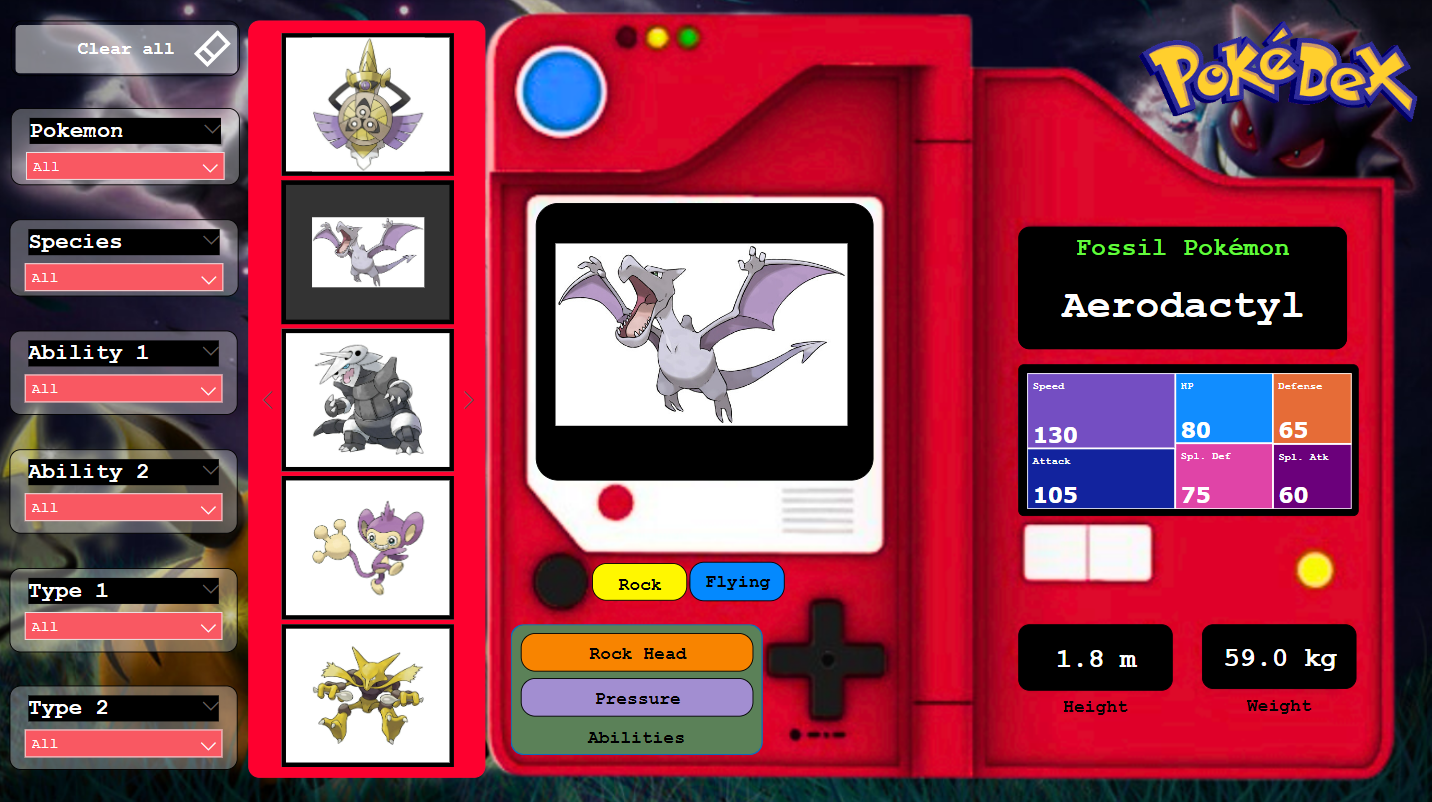 Clear all
Pokemon
All
Species
All
Ability 1
All
Ability 2
All
Type 1
All
Type 2
All
Rock
Flying
Rock Head
Pressure
Abilities
PokéDex
Fossil Pokémon
Aerodactyl
Speed
130
HP
80
Defense
65
Attack
105
Spl. Def
75
Spl. Atk
60
1.8 m
Height
59.0 kg
Weight